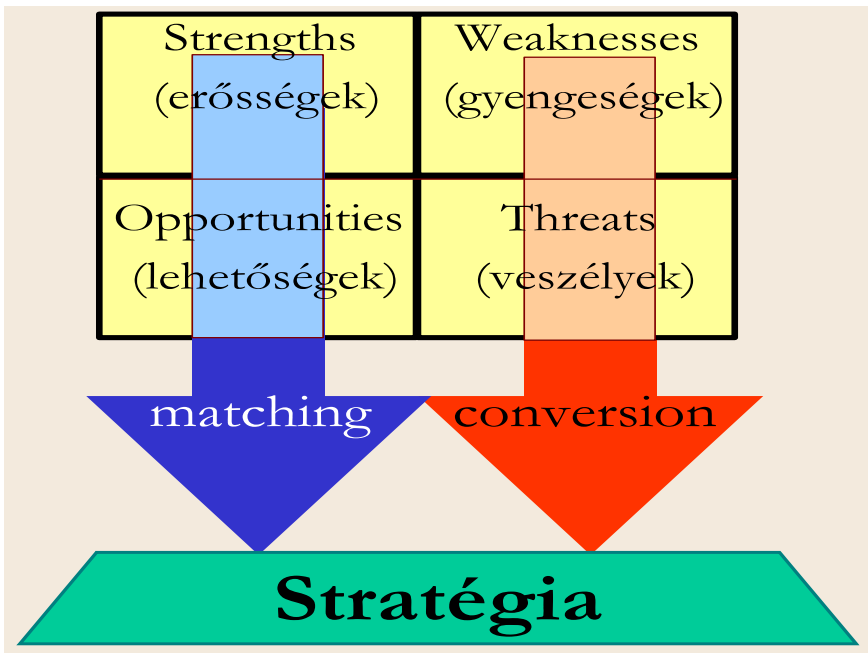 Strengths
(erősségek)
Weaknesses
(gyengeségek)
Opportunities
(lehetőségek)
Threats
(veszélyek)
matching
conversion
Stratégia